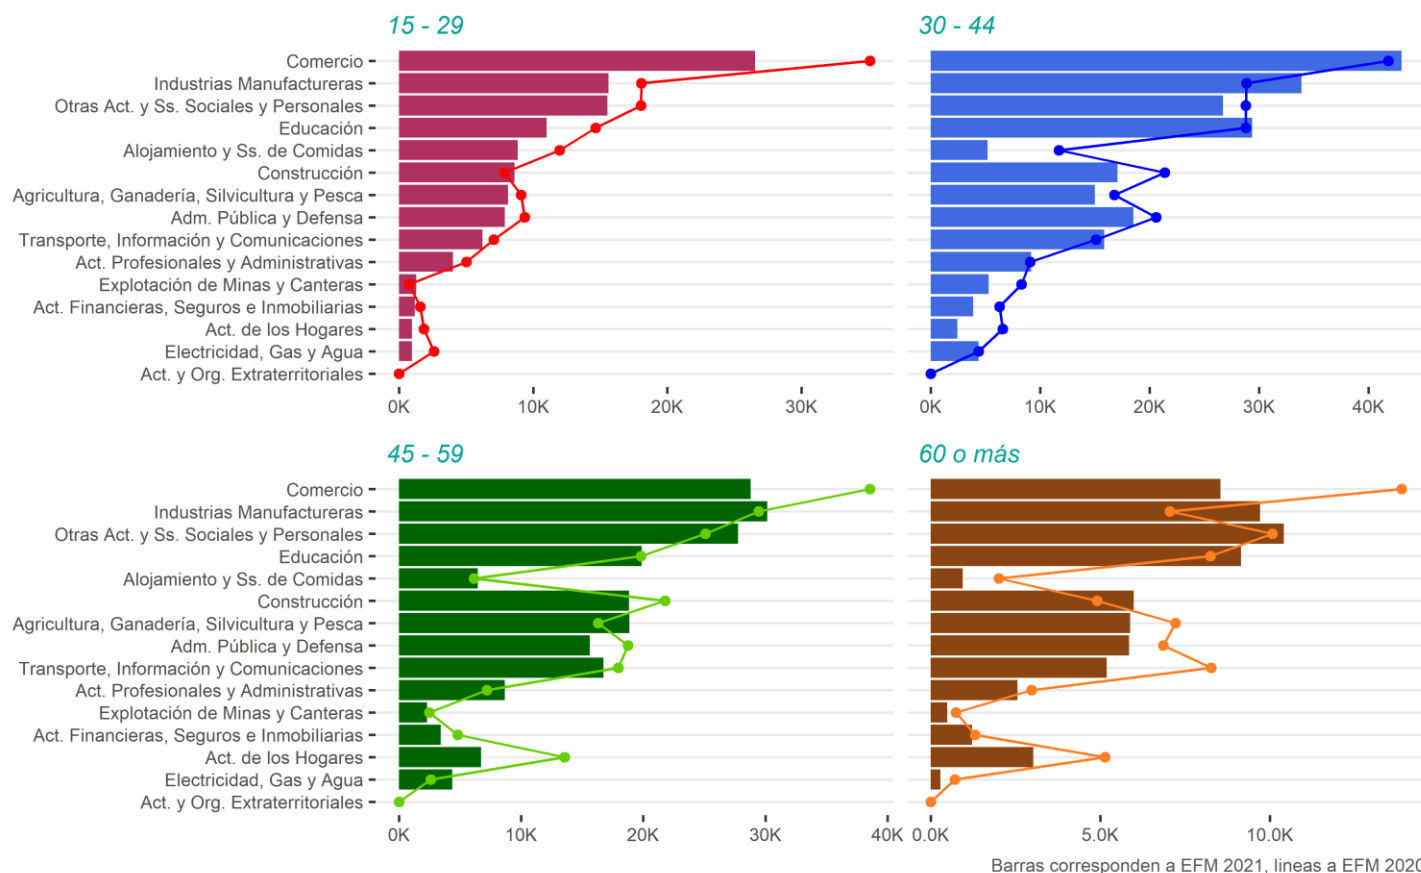 15 - 29
30 - 44
Comercio
Industrias Manufactureras
Otras Act. y Ss. Sociales y Personales
Educación
Alojamiento y Ss. de Comidas
Construcción
Agricultura, Ganadería, Silvicultura y Pesca
Adm. Pública y Defensa
Transporte, Información y Comunicaciones
Act. Profesionales y Administrativas
Explotación de Minas y Canteras
Act. Financieras, Seguros e Inmobiliarias
Act. de los Hogares
Electricidad, Gas y Agua
Act. y Org. Extraterritoriales
0K 10K 20K 30K
0K 10K 20K 30K 40K
45 - 59
60 o más
Comercio
Industrias Manufactureras
Otras Act. y Ss. Sociales y Personales
Educación
Alojamiento y Ss. de Comidas
Construcción
Agricultura, Ganadería, Silvicultura y Pesca
Adm. Pública y Defensa
Transporte, Información y Comunicaciones
Act. Profesionales y Administrativas
Explotación de Minas y Canteras
Act. Financieras, Seguros e Inmobiliarias
Act. de los Hogares
Electricidad, Gas y Agua
Act. y Org. Extraterritoriales
0K 10K 20K 30K 40K
0.0K 5.0K 10.0K
Barras corresponden a EFM 2021, lineas a EFM 2020